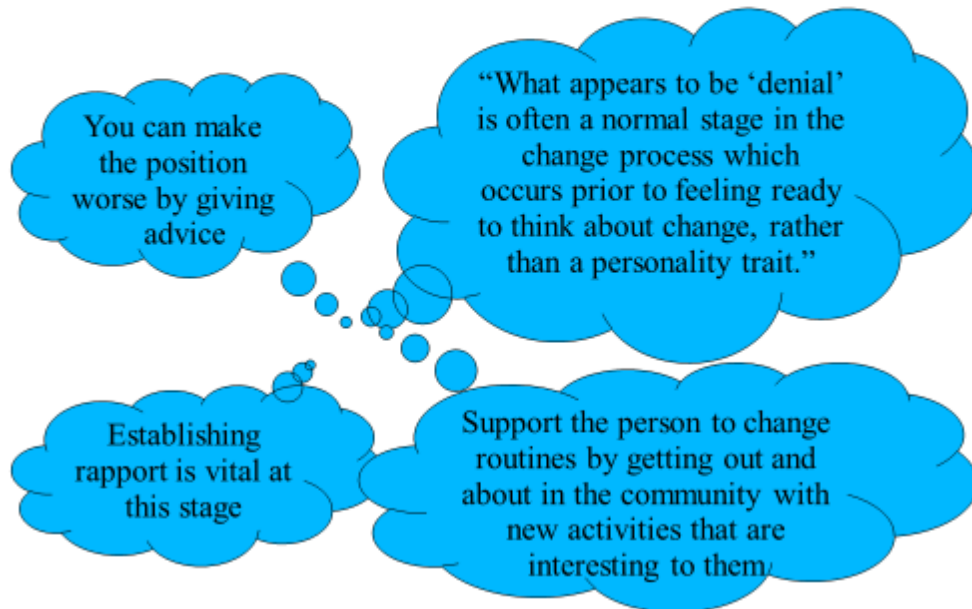 You can make
the position
worse by giving
advice
“What appears to be ‘denial’
is often a normal stage in the
change process which
occurs prior to feeling ready
to think about change, rather
than a personality trait.”
Establishing
rapport is vital at
this stage
Support the person to change
routines by getting out and
about in the community with
new activities that are
interesting to them.